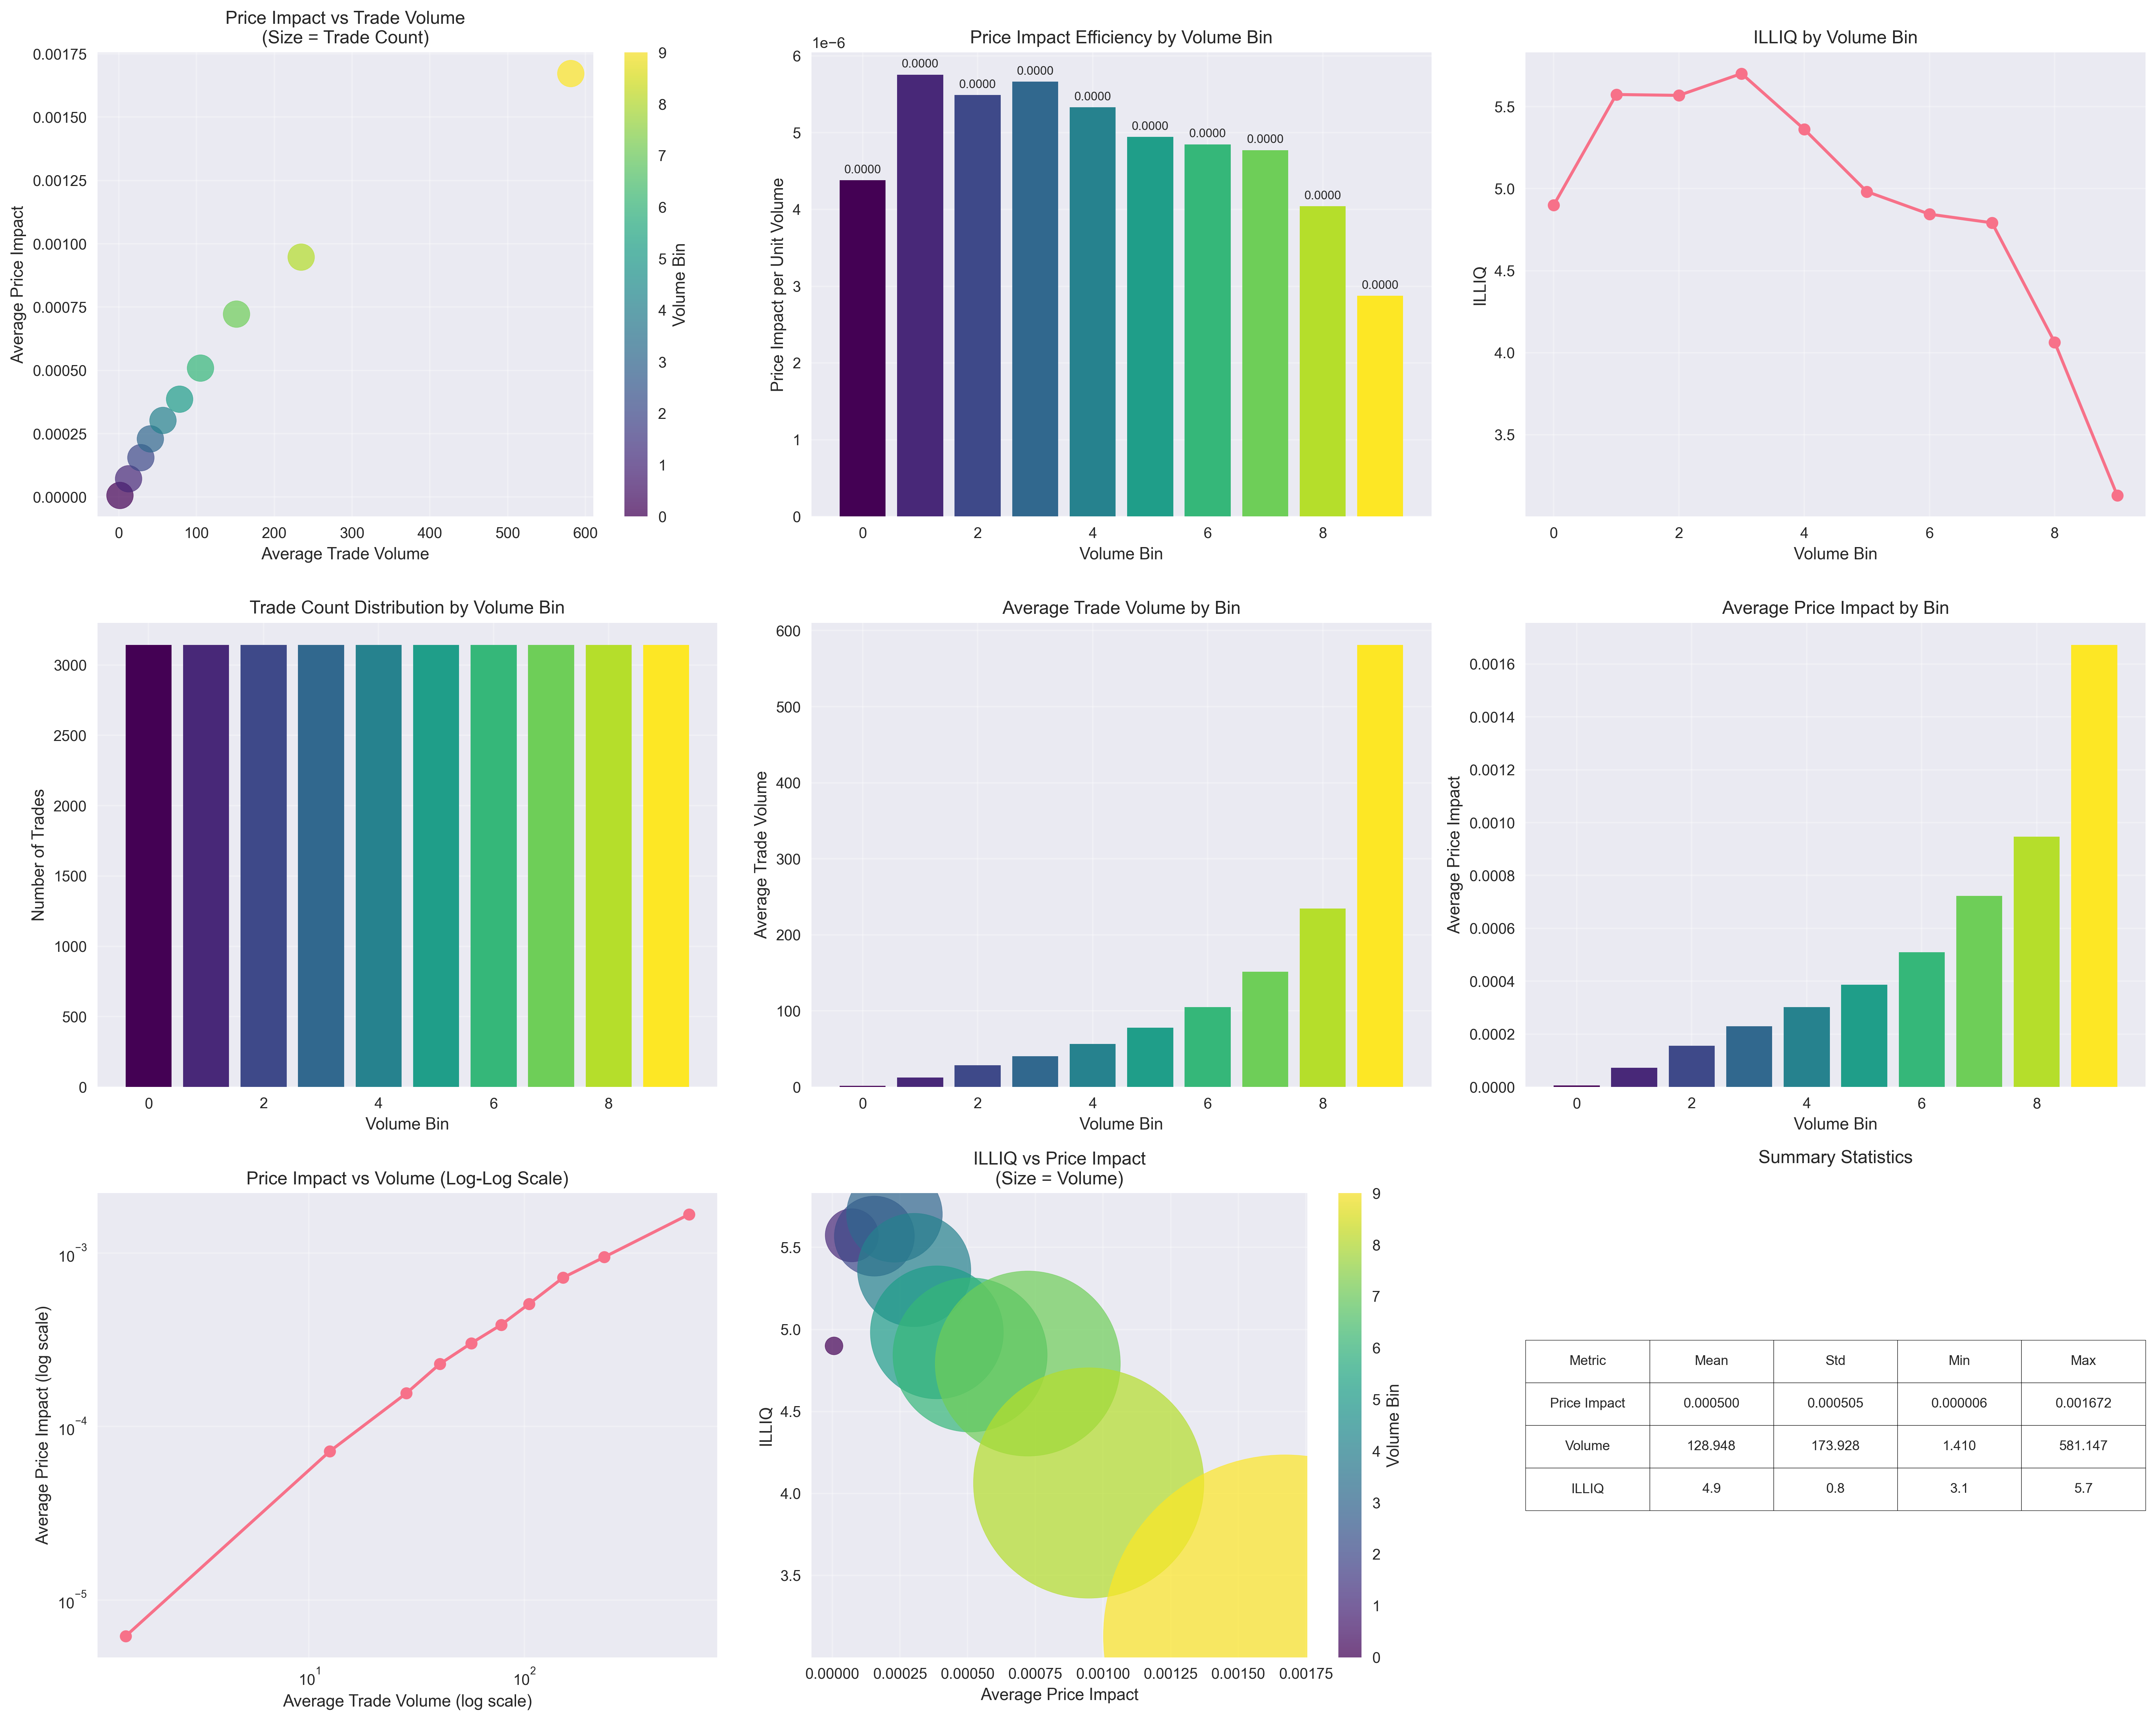 Price Impact vs Trade Volume
(Size = Trade Count)
0.00175
0.00150
0.00125
0.00100
0.00075
0.00050
0.00025
0.00000
Average Price Impact
0 100 200 300 400 500 600
Average Trade Volume
9
8
7
6
5
4
3
2
1
0
Volume Bin
Price Impact Efficiency by Volume Bin
1e−6
6
5
4
3
2
1
0
Price Impact per Unit Volume
0.0000
0.0000
0.0000
0.0000
0.0000
0.0000
0.0000
0.0000
0.0000
0.0000
0 2 4 6 8
Volume Bin
ILLIQ by Volume Bin
5.5
5.0
4.5
4.0
3.5
ILLIQ
0 2 4 6 8
Volume Bin
Trade Count Distribution by Volume Bin
3000
2500
2000
1500
1000
500
0
Number of Trades
0 2 4 6 8
Volume Bin
Average Trade Volume by Bin
600
500
400
300
200
100
0
Average Trade Volume
0 2 4 6 8
Volume Bin
Average Price Impact by Bin
0.0016
0.0014
0.0012
0.0010
0.0008
0.0006
0.0004
0.0002
0.0000
Average Price Impact
0 2 4 6 8
Volume Bin
Price Impact vs Volume (Log-Log Scale)
10⁻³
10⁻⁴
10⁻⁵
Average Price Impact (log scale)
10¹ 10²
Average Trade Volume (log scale)
ILLIQ vs Price Impact
(Size = Volume)
5.5
5.0
4.5
4.0
3.5
ILLIQ
0.00000 0.00025 0.00050 0.00075 0.00100 0.00125 0.00150 0.00175
Average Price Impact
9
8
7
6
5
4
3
2
1
0
Volume Bin
Summary Statistics
Metric Mean Std Min Max
Price Impact 0.000500 0.000505 0.000006 0.001672
Volume 128.948 173.928 1.410 581.147
ILLIQ 4.9 0.8 3.1 5.7